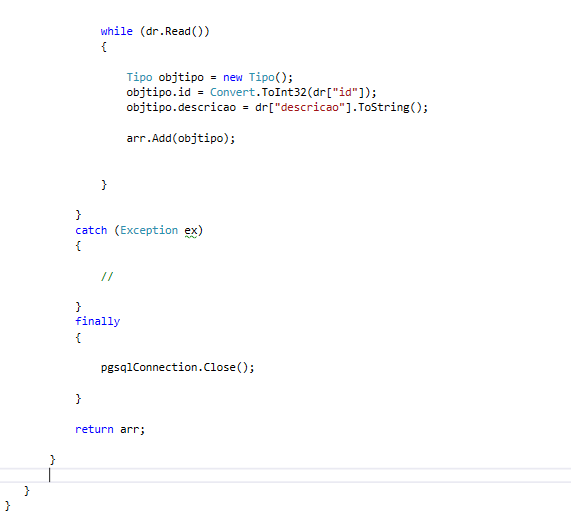 while (dr.Read())
{
Tipo objtipo = new Tipo();
objtipo.id = Convert.ToInt32(dr["id"]);
objtipo.descricao = dr["descricao"].ToString();
arr.Add(objtipo);
}
}
catch (Exception ex)
{
//
}
finally
{
pgsqlConnection.Close();
}
return arr;
}
}
}